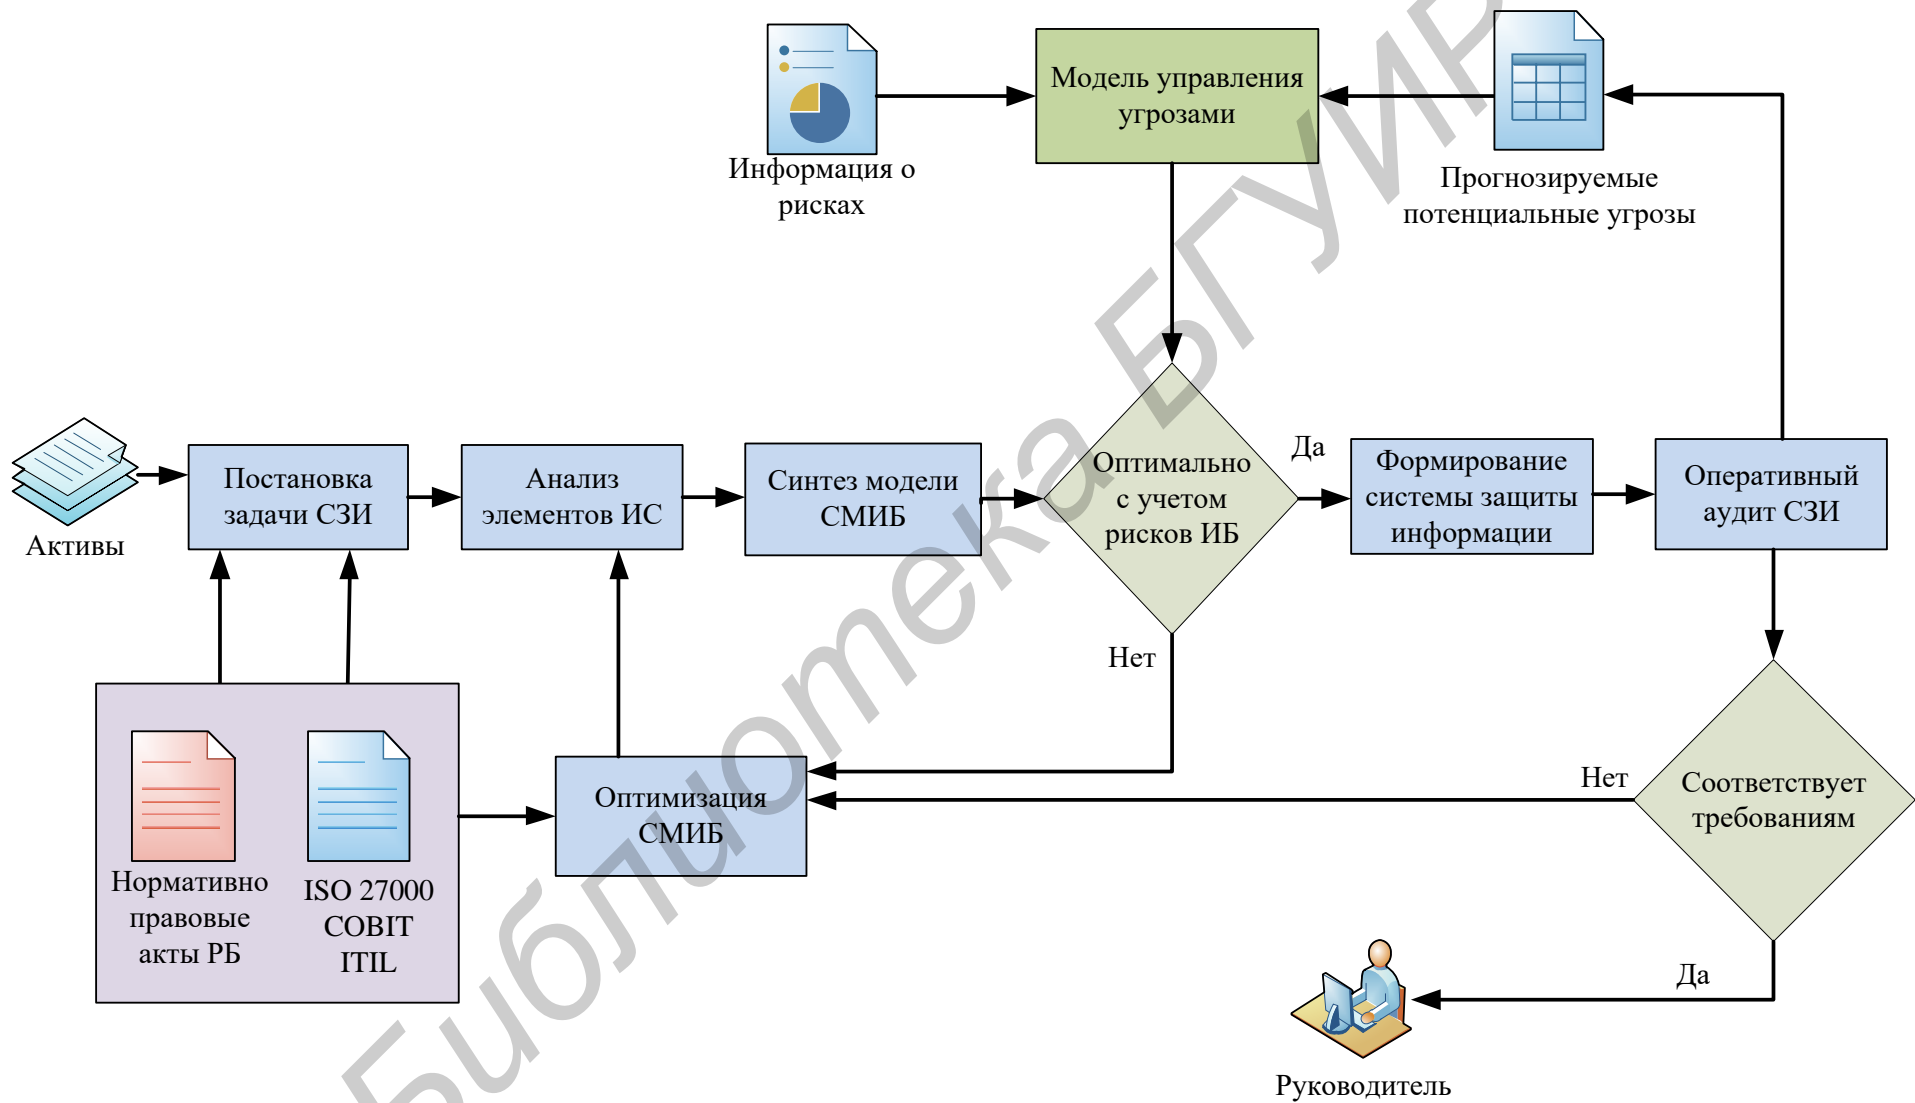 Модель управления
угрозами
Информация о
рисках
Прогнозируемые
потенциальные угрозы
Активы
Постановка
задачи СЗИ
Анализ
элементов ИС
Синтез модели
СМИБ
Оптимально
с учетом
рисков ИБ
Да
Формирование
системы защиты
информации
Оперативный
аудит СЗИ
Нет
Оптимизация
СМИБ
Нет
Соответствует
требованиям
Нормативно
правовые
акты РБ
ISO 27000
COBIT
ITIL
Да
Руководитель
Библиотека БГУИР